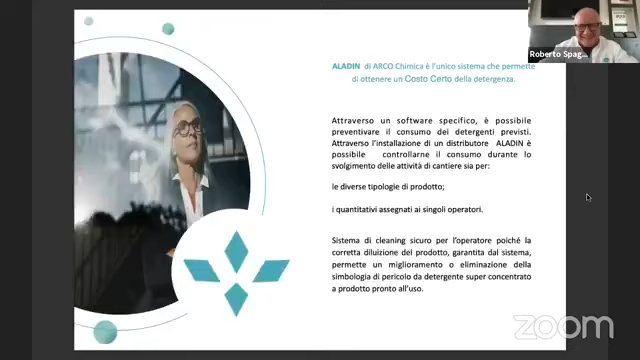 Roberto Spag...
ALADIN di ARCO Chimica è l'unico sistema che permette
di ottenere un Costo Certo della detergenza.
Attraverso un software specifico, è possibile
preventivare il consumo dei detergenti previsti.
Attraverso l'installazione di un distributore ALADIN è
possibile controllarne il consumo durante lo
svolgimento delle attività di cantiere sia per:
le diverse tipologie di prodotto;
i quantitativi assegnati ai singoli operatori.
Sistema di cleaning sicuro per l'operatore poiché la
corretta diluizione del prodotto, garantita dal sistema,
permette un miglioramento o eliminazione della
simbologia di pericolo da detergente super concentrato
a prodotto pronto all'uso.
zoom